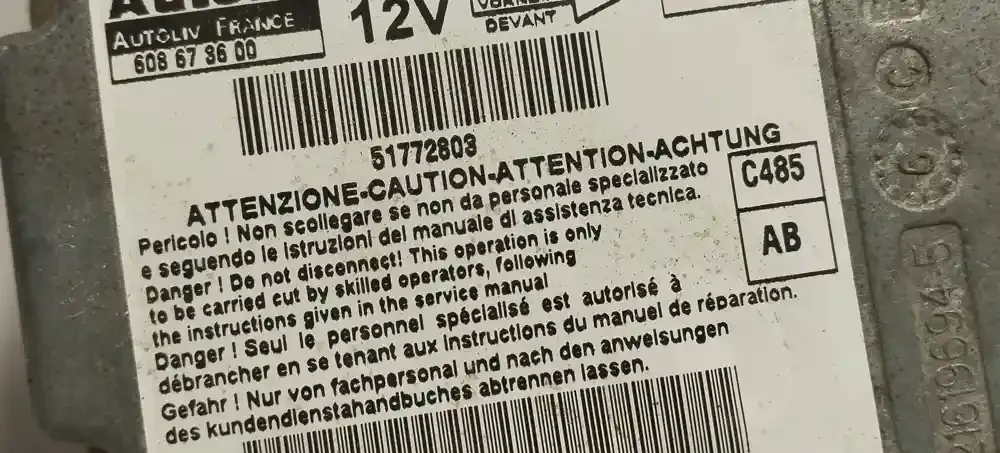 AUTOLIV FRANCE
608 67 36 00
12V
DEVANT
51772803
ATTENZIONE-CAUTION-ATTENTION-ACHTUNG
Pericolo ! Non scollegare se non da personale specializzato
e seguendo le istruzioni del manuale di assistenza tecnica.
Danger ! Do not disconnect! This operation is only
to be carried cut by skilled operators, following
the instructions given in the service manual
Danger ! Seul le personnel spécialisé est autorisé à
débrancher en se tenant aux instructions du manuel de réparation.
Gefahr ! Nur von fachpersonal und nach den anweisungen
des kundendienstahandbuches abtrennen lassen.
C485
AB